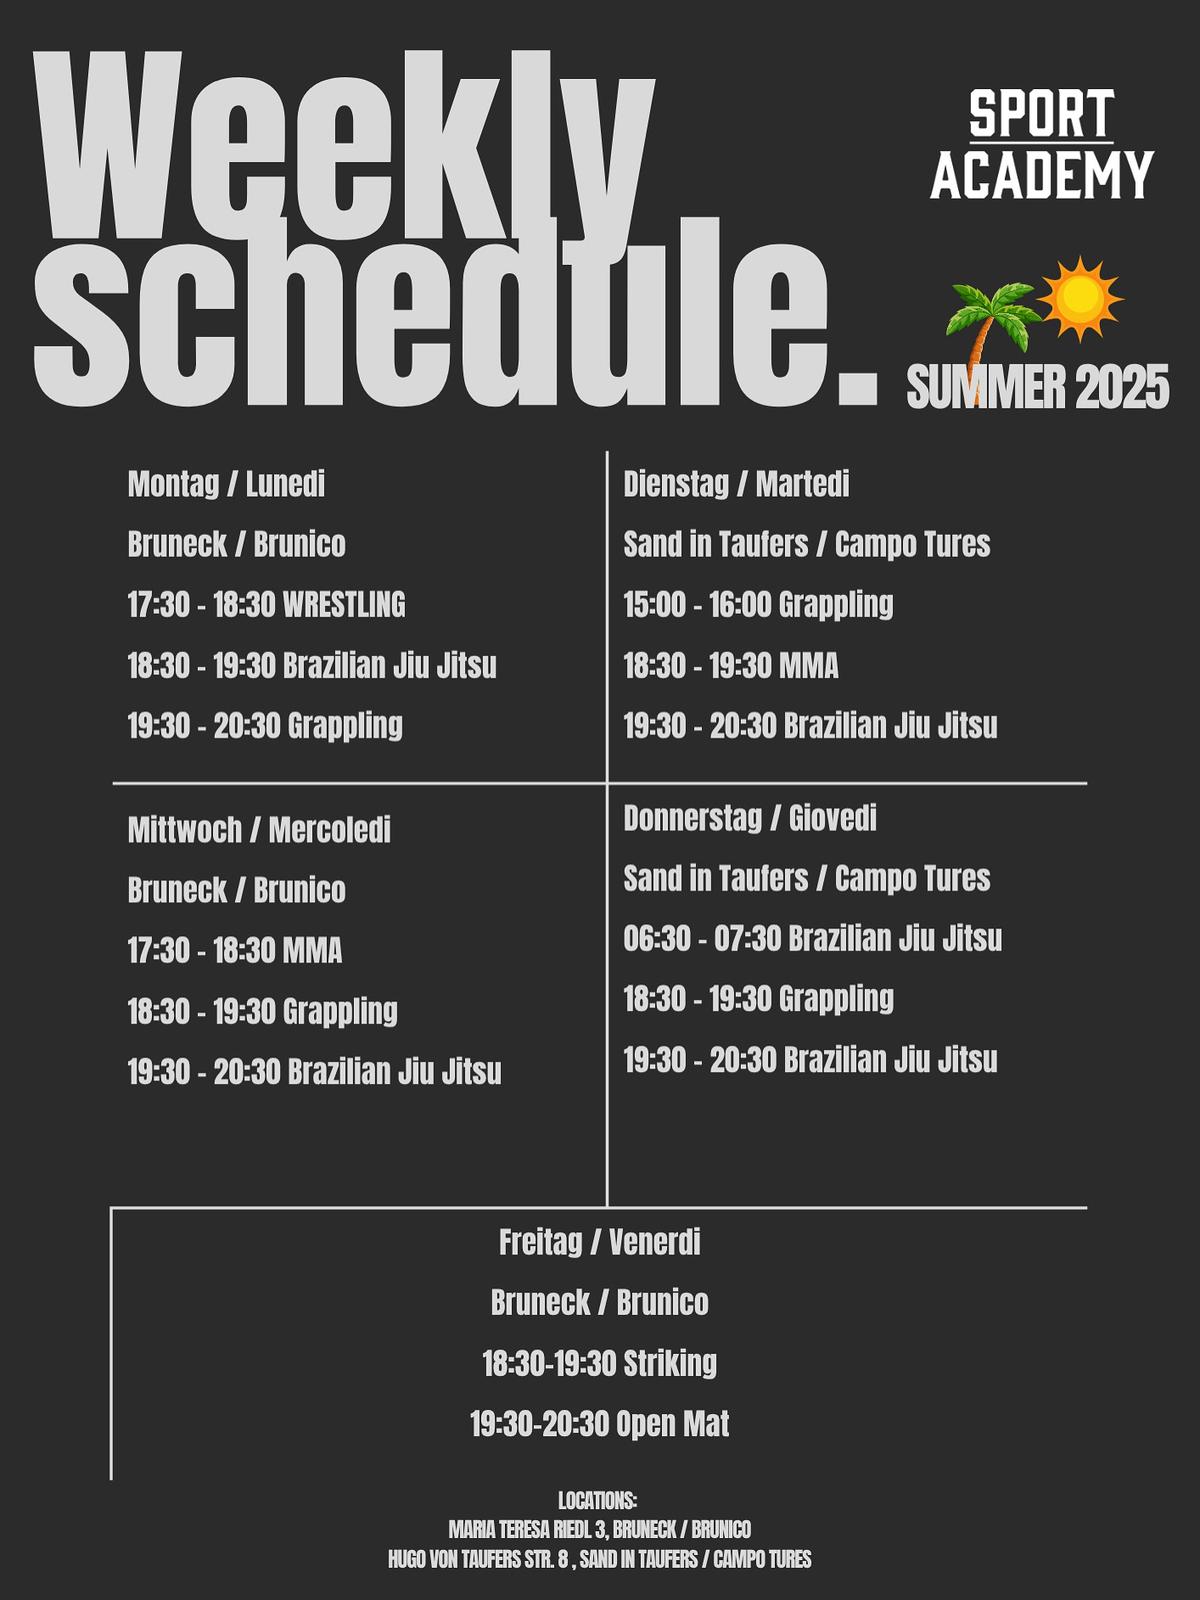 Weekly
schedule.
SPORT
ACADEMY
SUMMER 2025
Montag / Lunedi
Bruneck / Brunico
17:30 - 18:30 WRESTLING
18:30 - 19:30 Brazilian Jiu Jitsu
19:30 - 20:30 Grappling
Dienstag / Martedi
Sand in Taufers / Campo Tures
15:00 - 16:00 Grappling
18:30 - 19:30 MMA
19:30 - 20:30 Brazilian Jiu Jitsu
Mittwoch / Mercoledi
Bruneck / Brunico
17:30 - 18:30 MMA
18:30 - 19:30 Grappling
19:30 - 20:30 Brazilian Jiu Jitsu
Donnerstag / Giovedi
Sand in Taufers / Campo Tures
06:30 - 07:30 Brazilian Jiu Jitsu
18:30 - 19:30 Grappling
19:30 - 20:30 Brazilian Jiu Jitsu
Freitag / Venerdi
Bruneck / Brunico
18:30-19:30 Striking
19:30-20:30 Open Mat
LOCATIONS:
MARIA TERESA RIEDL 3, BRUNECK / BRUNICO
HUGO VON TAUFERS STR. 8 , SAND IN TAUFERS / CAMPO TURES